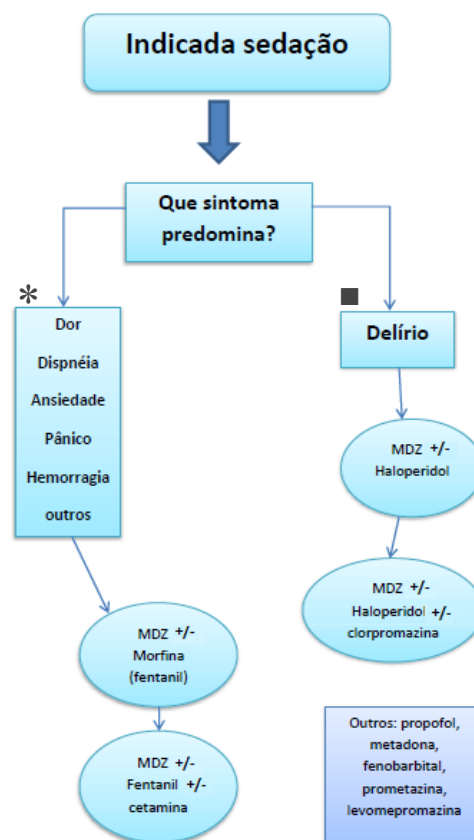 Indicada sedação
Que sintoma
predomina?
*
Dor
Dispnéia
Ansiedade
Pânico
Hemorragia
outros
■
Delírio
MDZ +/-
Haloperidol
MDZ +/-
Haloperidol +/-
clorpromazina
MDZ +/-
Morfina
(fentanil)
MDZ +/-
Fentanil +/-
cetamina
Outros: propofol,
metadona,
fenobarbital,
prometazina,
levomepromazina